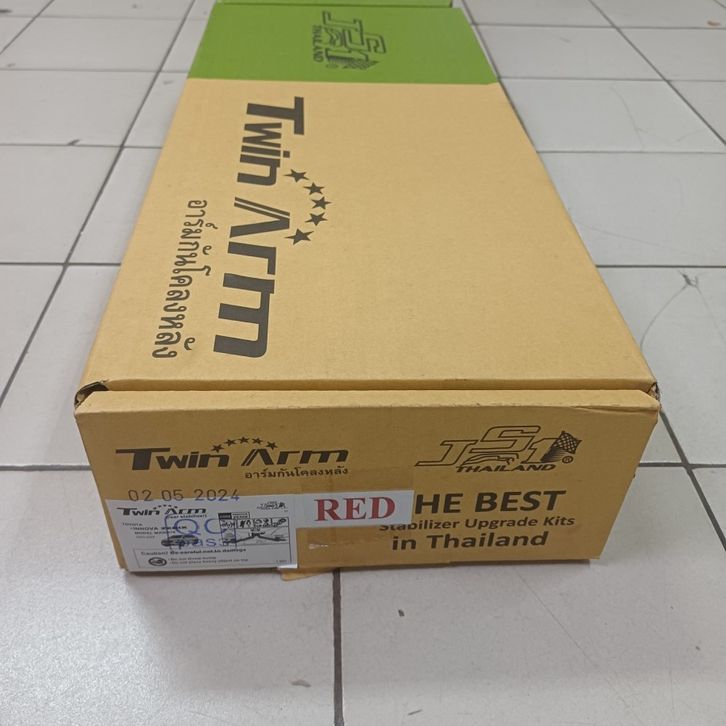 JS1
THAILAND
®
Twin Arm
อาร์มกันโคลงหลัง
Twin Arm
อาร์มกันโคลงหลัง
JS1
THAILAND
®
02 05 2024
Twin Arm
TOYOTA
INNOVA
QC
pass
Caution! Be careful not to damage
RED
HE BEST
Stabilizer Upgrade Kits
in Thailand